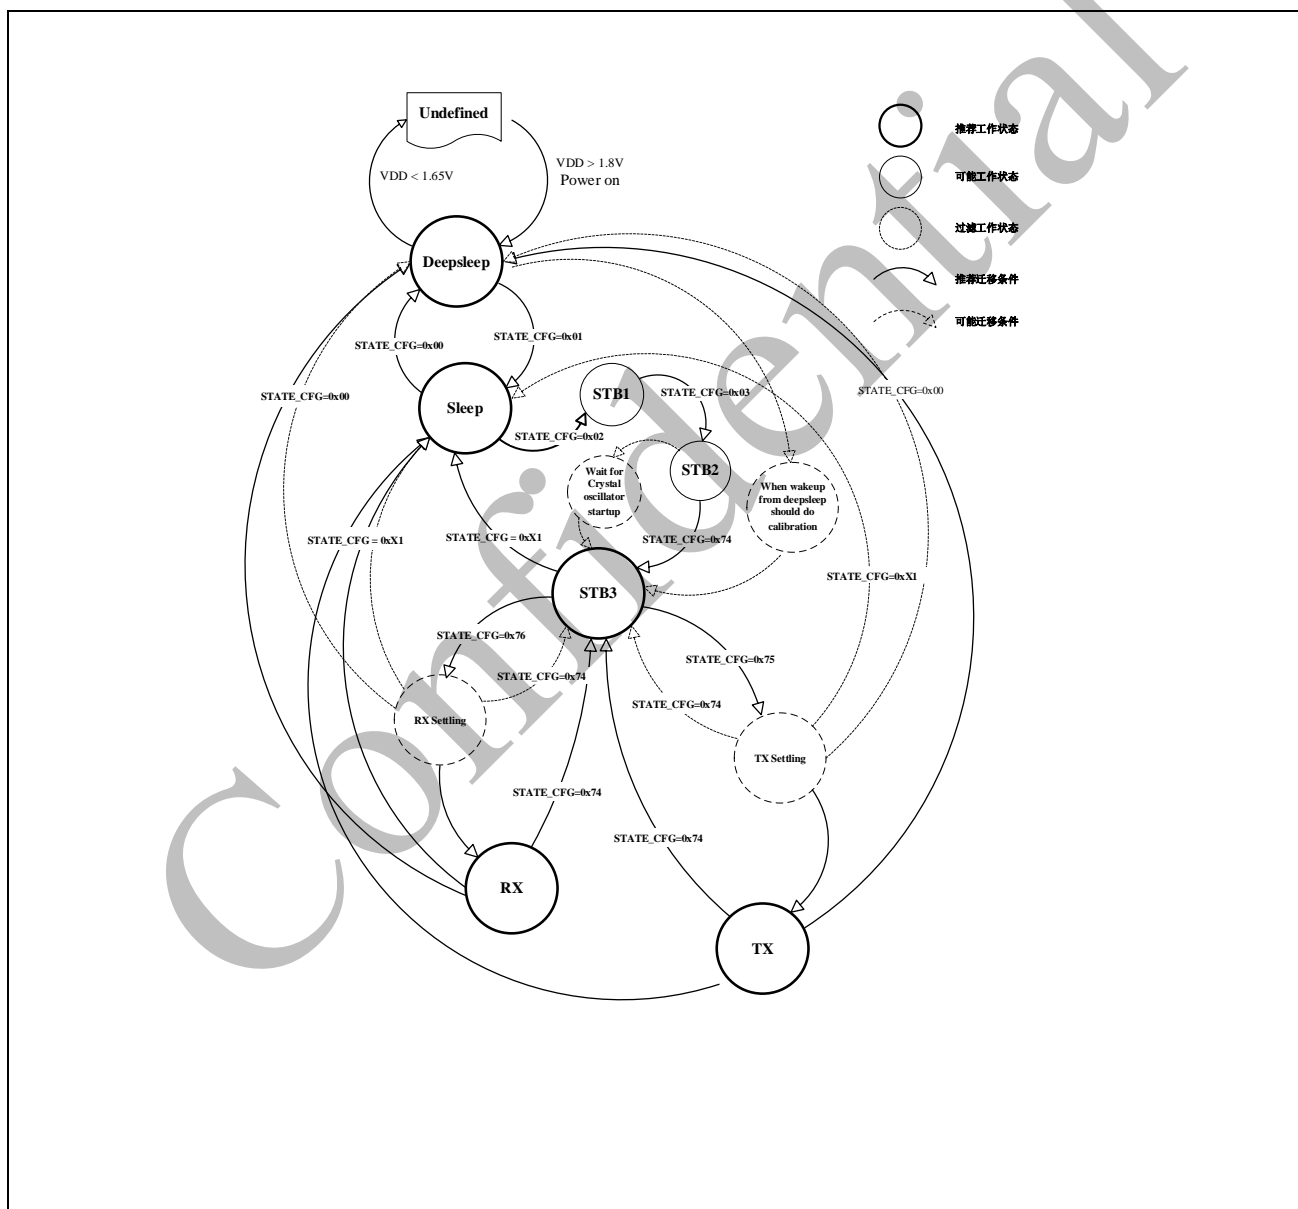 Undefined
VDD > 1.8V
Power on
VDD < 1.65V
推荐工作状态
可能工作状态
过滤工作状态
推荐迁移条件
可能迁移条件
Deepsleep
STATE_CFG=0x00
STATE_CFG=0x01
STATE_CFG=0x00
STATE_CFG=0x00
Sleep
STB1
STATE_CFG=0x03
STATE_CFG=0x02
STB2
Wait for
Crystal
oscillator
startup
When wakeup
from deepsleep
should do
calibration
STATE_CFG = 0xX1
STATE_CFG = 0xX1
STATE_CFG=0x74
STATE_CFG=0xX1
STB3
STATE_CFG=0x76
STATE_CFG=0x75
STATE_CFG=0x74
STATE_CFG=0x74
RX Settling
TX Settling
STATE_CFG=0x74
STATE_CFG=0x74
RX
TX
Confidential